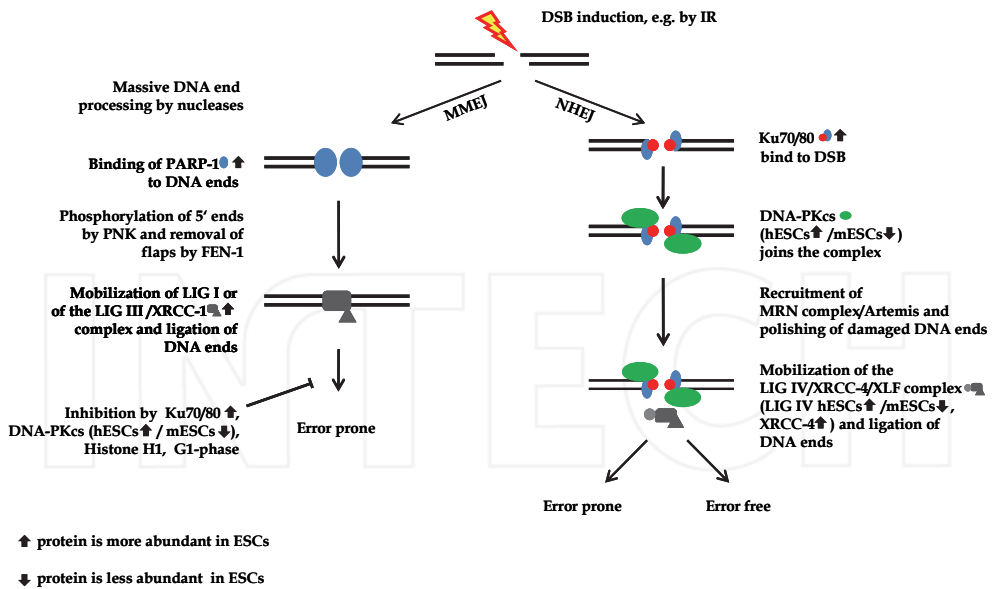 DSB induction, e.g. by IR
MMEJ
NHEJ
Massive DNA end
processing by nucleases
Binding of PARP-1 ⬆
to DNA ends
Phosphorylation of 5‘ ends
by PNK and removal of
flaps by FEN-1
Mobilization of LIG I or
of the LIG III /XRCC-1 ⬆
complex and ligation of
DNA ends
Inhibition by Ku70/80 ⬆,
DNA-PKcs (hESCs⬆ / mESCs⬇),
Histone H1, G1-phase
Error prone
Ku70/80 ⬆
bind to DSB
DNA-PKcs
(hESCs⬆ /mESCs⬇)
joins the complex
Recruitment of
MRN complex/Artemis and
polishing of damaged DNA ends
Mobilization of the
LIG IV/XRCC-4/XLF complex
(LIG IV hESCs⬆ /mESCs⬇,
XRCC-4⬆) and ligation of
DNA ends
Error prone
Error free
⬆ protein is more abundant in ESCs
⬇ protein is less abundant in ESCs
INTECH